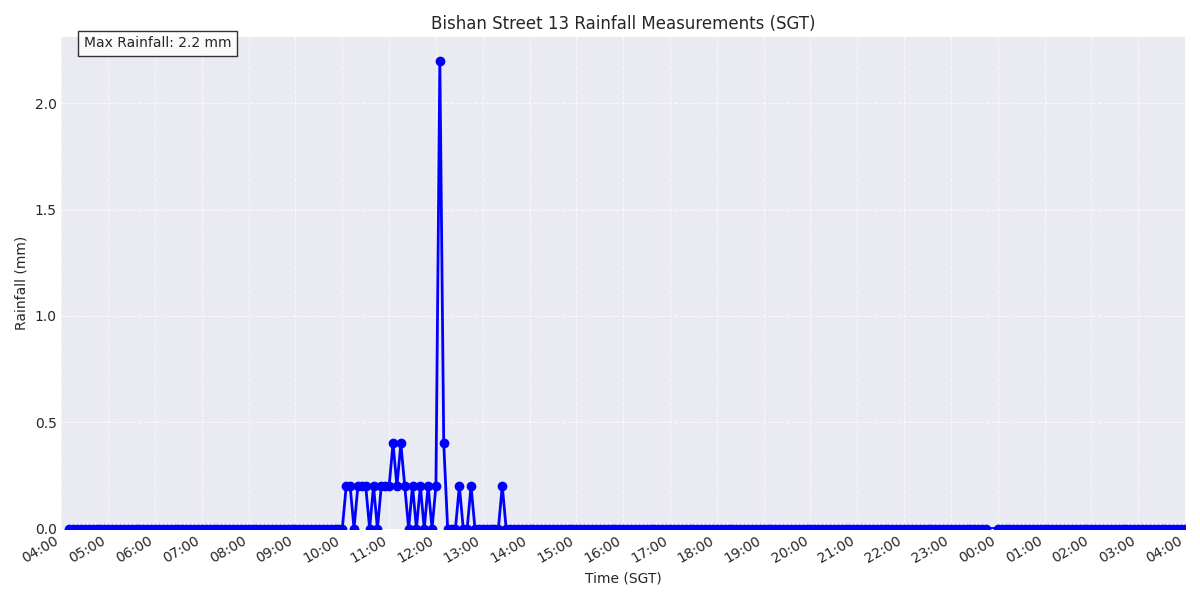 Bishan Street 13 Rainfall Measurements (SGT)
Max Rainfall: 2.2 mm
Rainfall (mm)
2.0
1.5
1.0
0.5
0.0
04:00 05:00 06:00 07:00 08:00 09:00 10:00 11:00 12:00 13:00 14:00 15:00 16:00 17:00 18:00 19:00 20:00 21:00 22:00 23:00 00:00 01:00 02:00 03:00 04:00
Time (SGT)